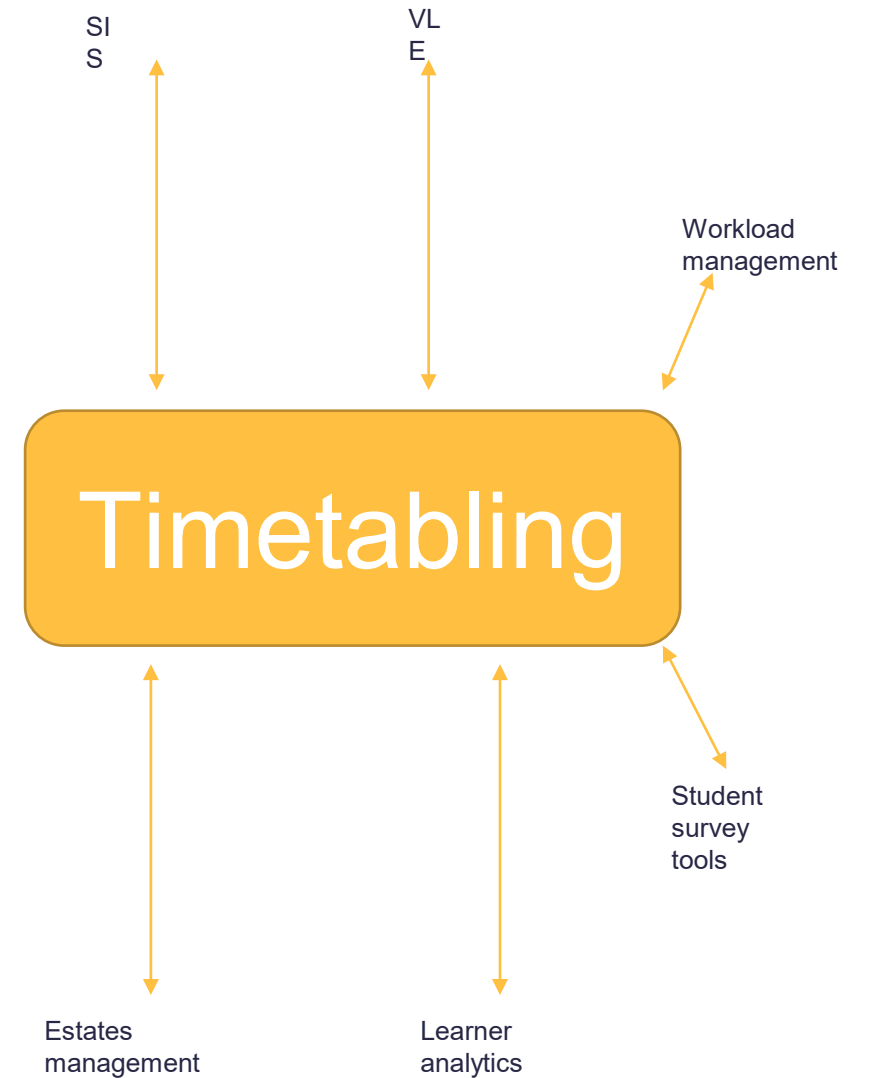 SI
S
VL
E
Workload
management
Timetabling
Student
survey
tools
Estates
management
Learner
analytics